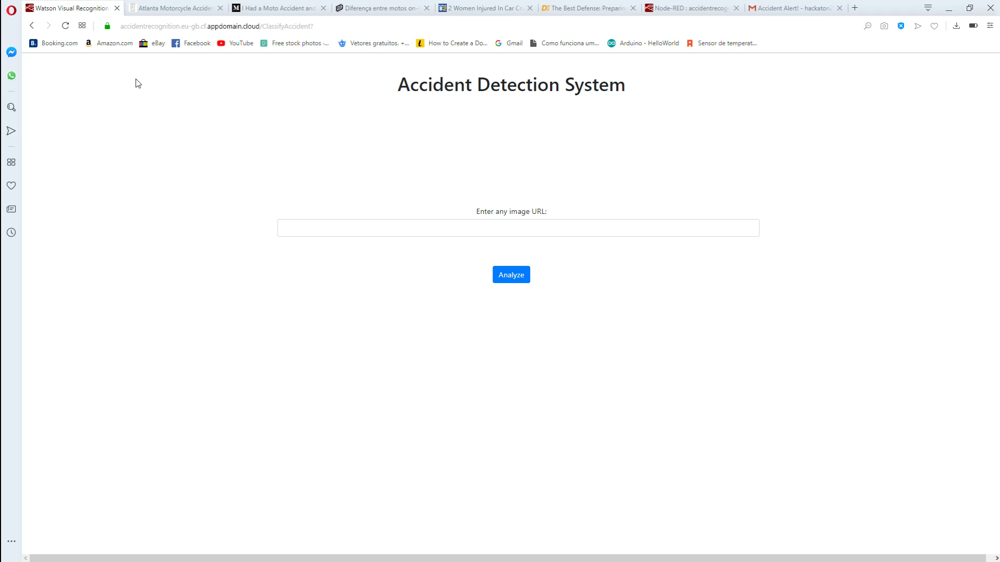 Watson Visual Recognition
Atlanta Motorcycle Accider
I Had a Moto Accident and
Diferença entre motos on-
2 Women Injured In Car Cr
The Best Defense: Preparin
Node-RED : accidentrecog
Accident Alert! - hackaton
accidentrecognition.eu-gb.cf.appdomain.cloud/ClassifyAccident?
Booking.com
Amazon.com
eBay
Facebook
YouTube
Free stock photos ·...
Vetores gratuitos. +...
How to Create a Do...
Gmail
Como funciona um...
Arduino - HelloWorld
Sensor de temperat...
Accident Detection System
Enter any image URL:
Analyze